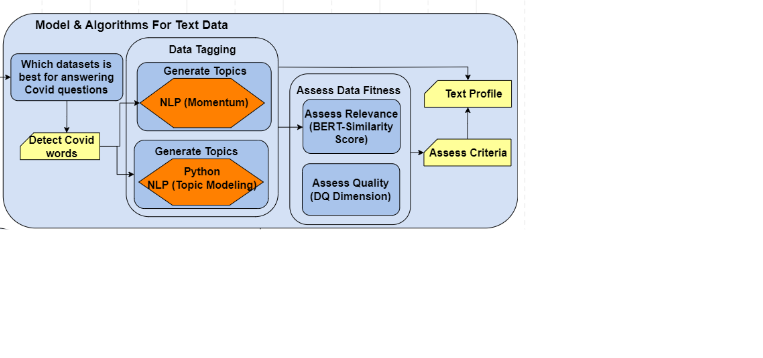 Model & Algorithms For Text Data
Which datasets is
best for answering
Covid questions
Detect Covid
words
Data Tagging
Generate Topics
NLP (Momentum)
Generate Topics
Python
NLP (Topic Modeling)
Assess Data Fitness
Assess Relevance
(BERT-Similarity
Score)
Assess Quality
(DQ Dimension)
Text Profile
Assess Criteria